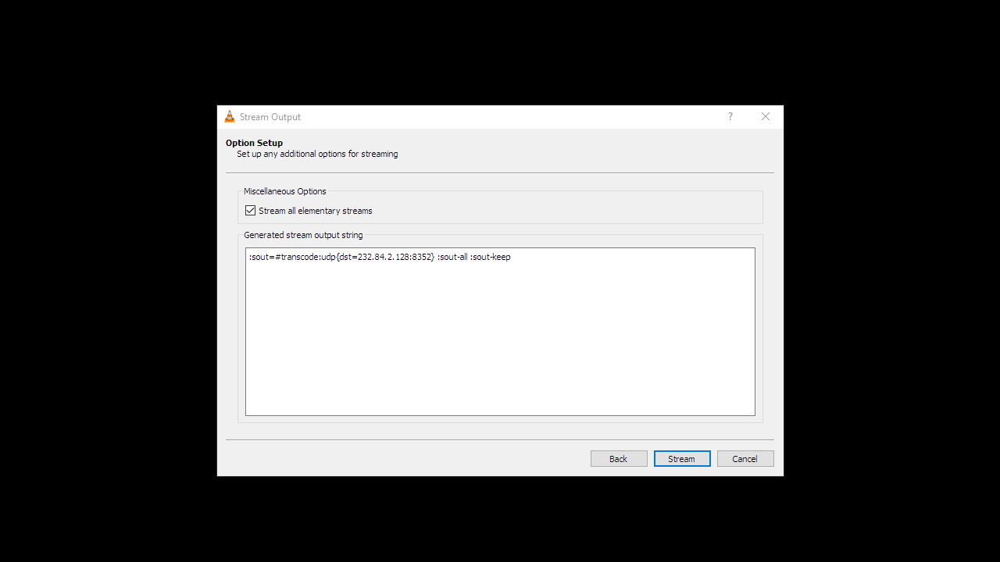 Stream Output
?
Option Setup
Set up any additional options for streaming
Miscellaneous Options
Stream all elementary streams
Generated stream output string
:sout=#transcode:udp{dst=232.84.2.128:8352} :sout-all :sout-keep
Back
Stream
Cancel